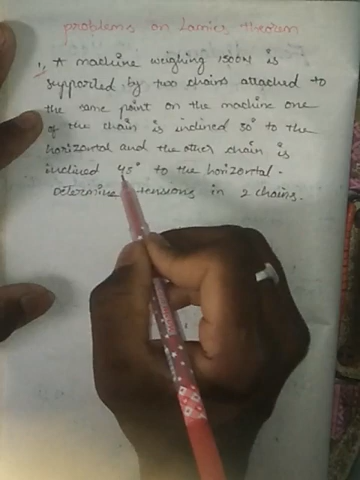 problems on Lamies theorem
1. A machine weighing 1500N is
supported by two chains attached to
the same point on the machine one
of the chain is inclined 30° to the
horizontal and the other chain is
inclined 45° to the horizontal.
Determine tensions in 2 chains.